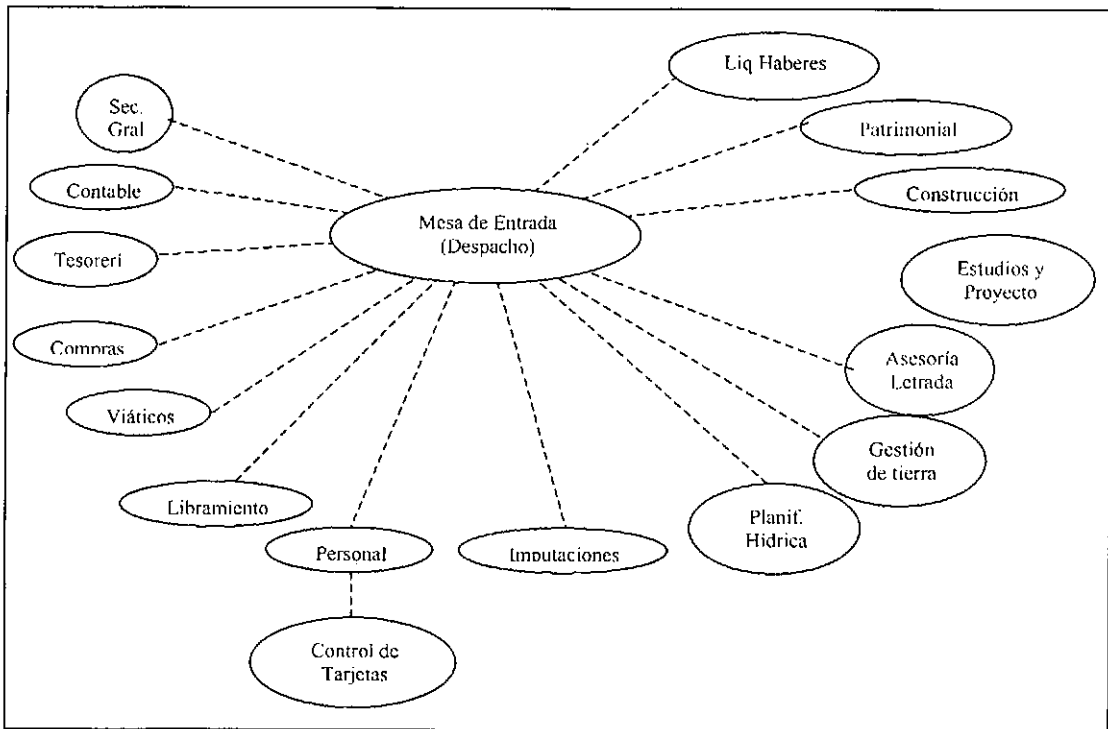 Liq Haberes
Sec.
Gral
Patrimonial
Contable
Construcción
Mesa de Entrada
(Despacho)
Tesorerí
Estudios y
Proyecto
Compras
Asesoría
Letrada
Viáticos
Gestión
de tierra
Libramiento
Planif.
Hídrica
Personal
Imputaciones
Control de
Tarjetas